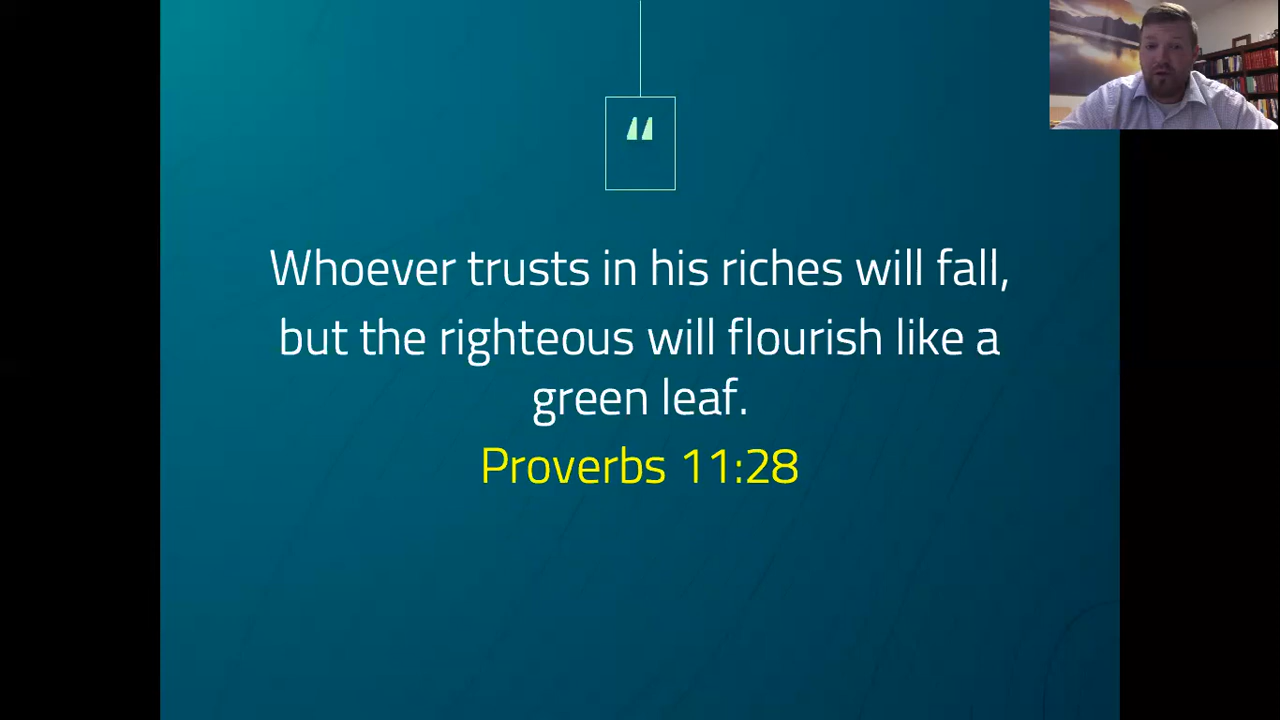 “
Whoever trusts in his riches will fall,
but the righteous will flourish like a
green leaf.
Proverbs 11:28